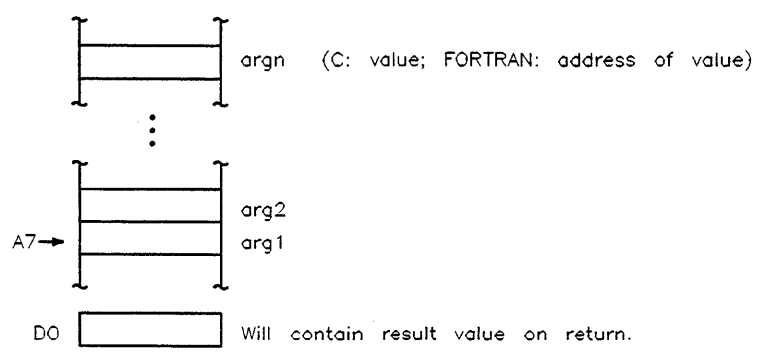 argn (C: value; FORTRAN: address of value)
arg2
A7 arg1
D0 Will contain result value on return.